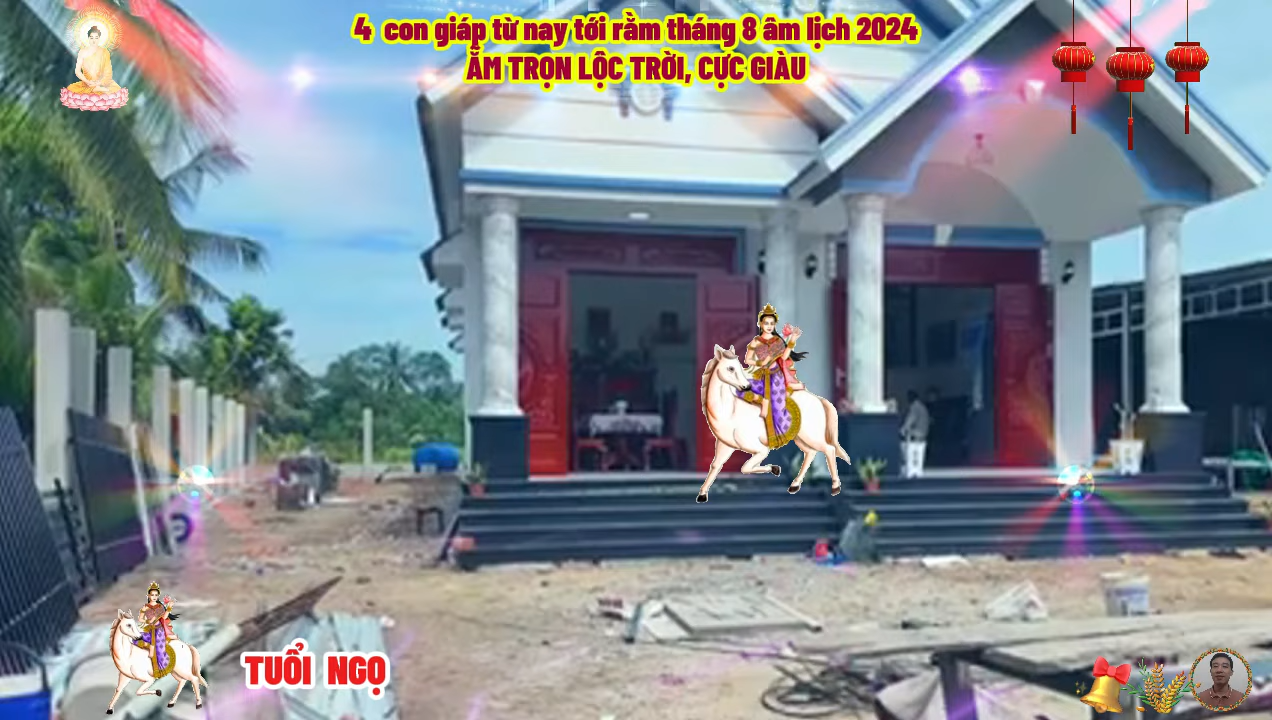 4 con giáp từ nay tới rằm tháng 8 âm lịch 2024
ẴM TRỌN LỘC TRỜI, CỰC GIÀU
TUỔI NGỌ